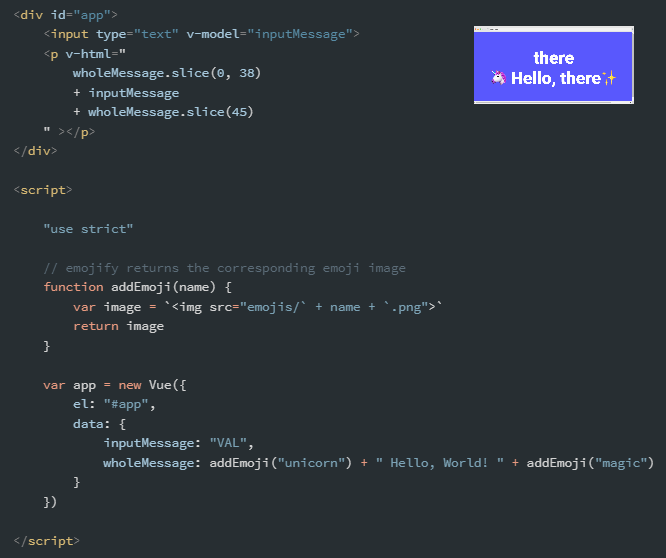 <div id="app">
    <input type="text" v-model="inputMessage">
    <p v-html="
        wholeMessage.slice(0, 38)
        + inputMessage
        + wholeMessage.slice(45)
    " ></p>
</div>
there
🦄 Hello, there✨
<script>
    "use strict"
    // emojify returns the corresponding emoji image
    function addEmoji(name) {
        var image = `<img src="emojis/` + name + `.png">`
        return image
    }
    var app = new Vue({
        el: "#app",
        data: {
            inputMessage: "VAL",
            wholeMessage: addEmoji("unicorn") + " Hello, World! " + addEmoji("magic")
        }
    })
</script>